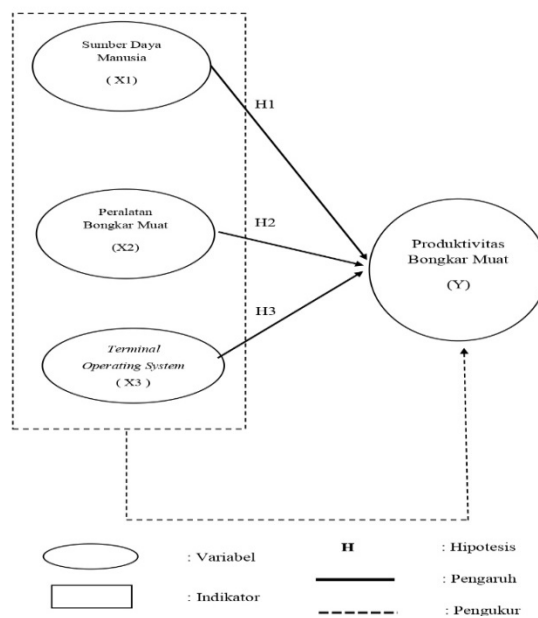 Sumber Daya
Manusia
( X1)
H1
Peralatan
Bongkar Muat
(X2)
H2
Produktivitas
Bongkar Muat
(Y)
H3
Terminal
Operating System
( X3 )
: Variabel
H : Hipotesis
: Pengaruh
: Indikator
: Pengukur